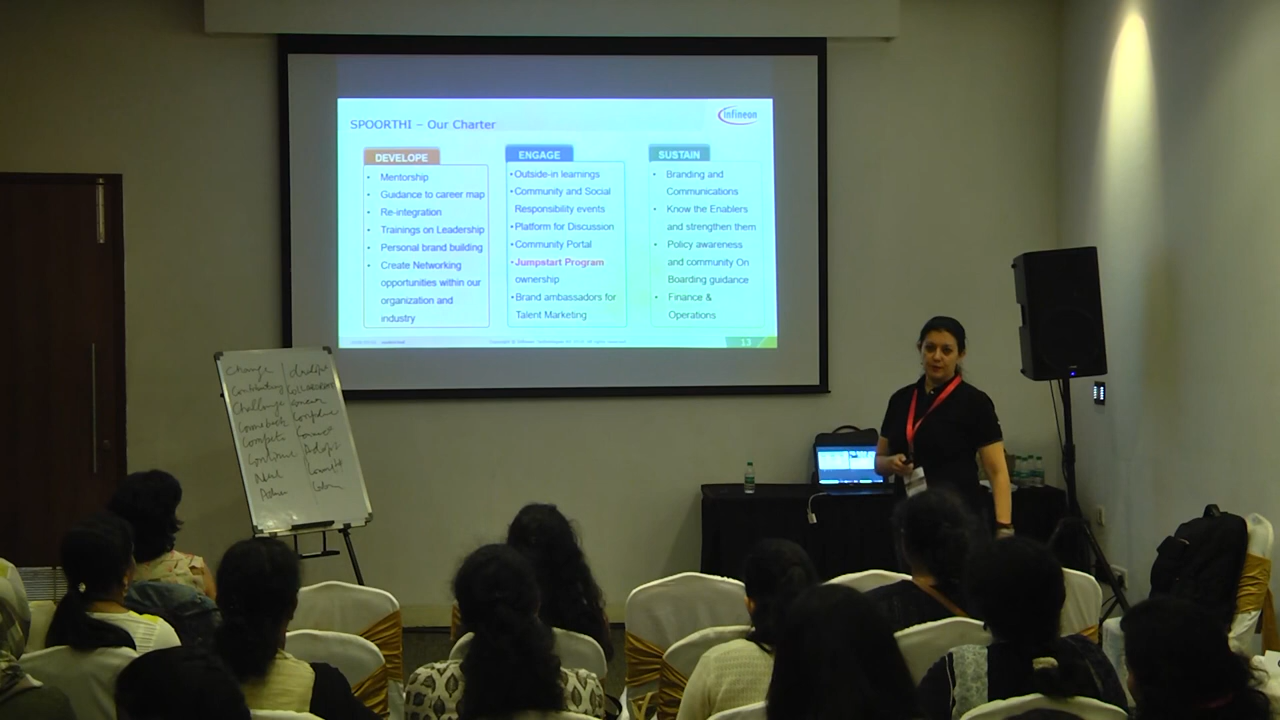 SPOORTHI – Our Charter
infineon
DEVELOPE
• Mentorship
• Guidance to career map
• Re-integration
• Trainings on Leadership
• Personal brand building
• Create Networking
opportunities within our
organization and
industry
ENGAGE
• Outside-in learnings
• Community and Social
Responsibility events
• Platform for Discussion
• Community Portal
• Jumpstart Program
ownership
• Brand ambassadors for
Talent Marketing
SUSTAIN
• Branding and
Communications
• Know the Enablers
and strengthen them
• Policy awareness
and community On
Boarding guidance
• Finance &
Operations
13
Change
Challenge
Compete
Continue